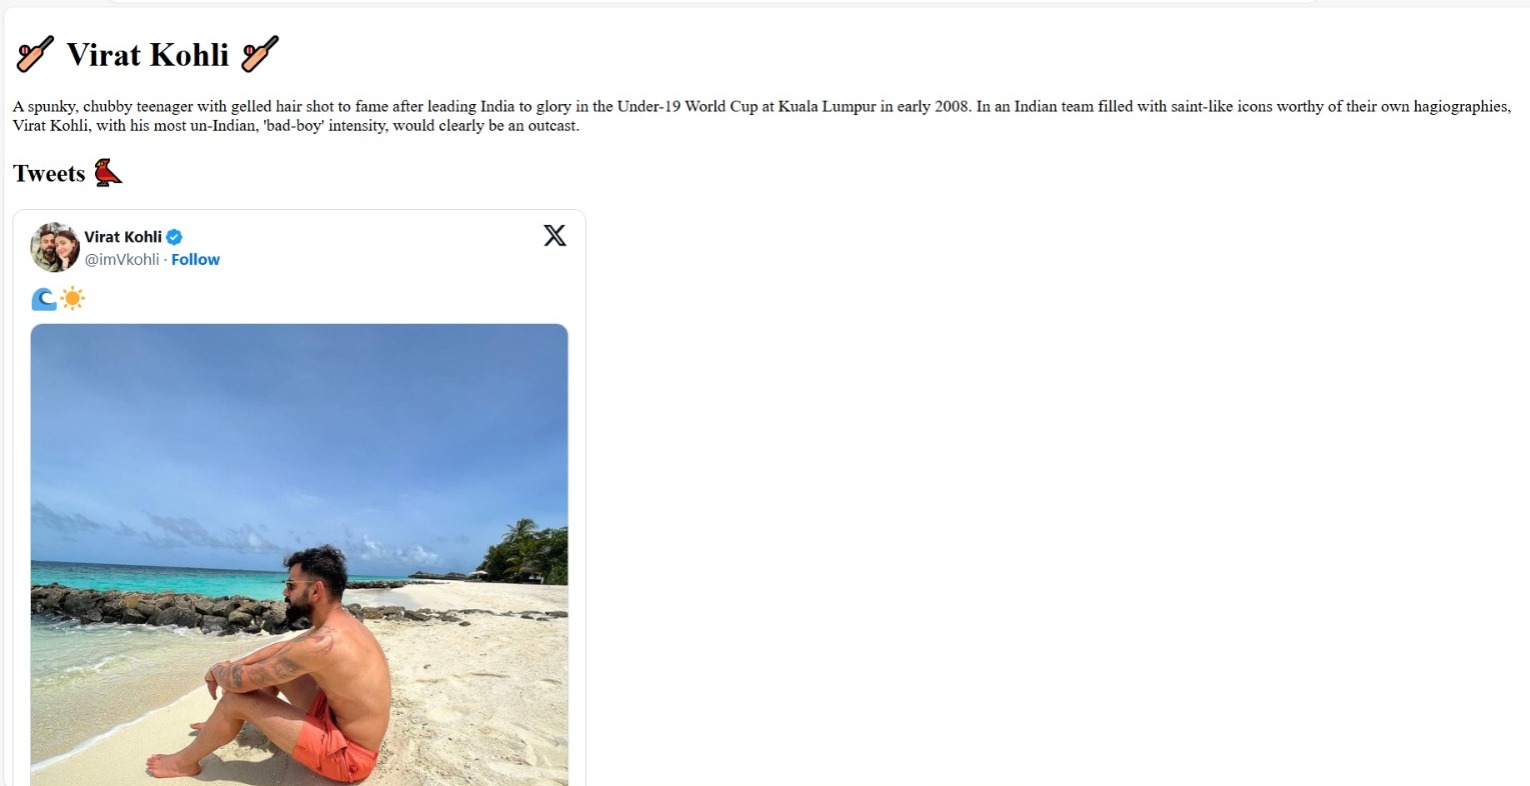 Virat Kohli
A spunky, chubby teenager with gelled hair shot to fame after leading India to glory in the Under-19 World Cup at Kuala Lumpur in early 2008. In an Indian team filled with saint-like icons worthy of their own hagiographies,
Virat Kohli, with his most un-Indian, 'bad-boy' intensity, would clearly be an outcast.
Tweets
Virat Kohli
@imVkohli · Follow